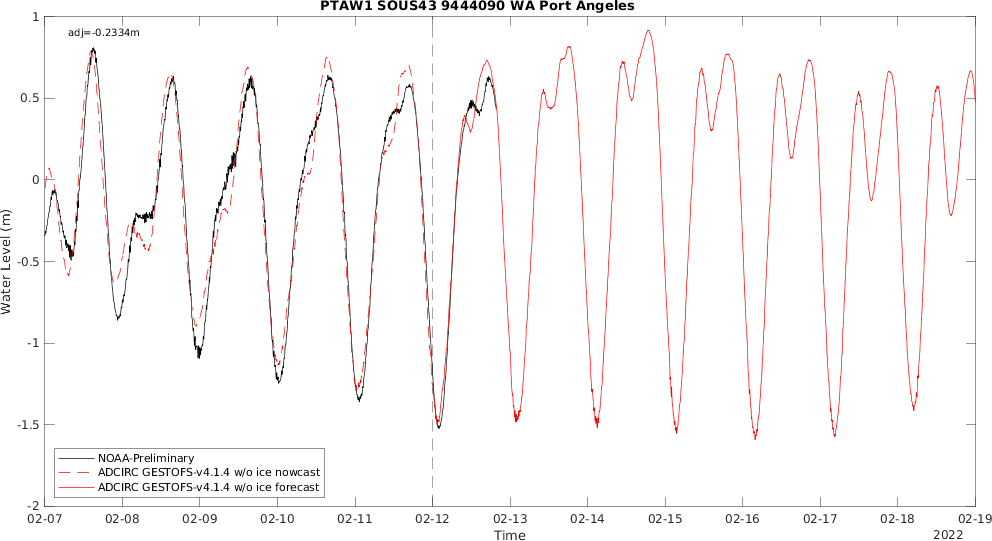 PTAW1 SOUS43 9444090 WA Port Angeles
adj=-0.2334m
1
0.5
0
-0.5
-1
-1.5
-2
Water Level (m)
NOAA-Preliminary
ADCIRC GESTOFS-v4.1.4 w/o ice nowcast
ADCIRC GESTOFS-v4.1.4 w/o ice forecast
02-07 02-08 02-09 02-10 02-11 02-12 02-13 02-14 02-15 02-16 02-17 02-18 02-19
Time
2022